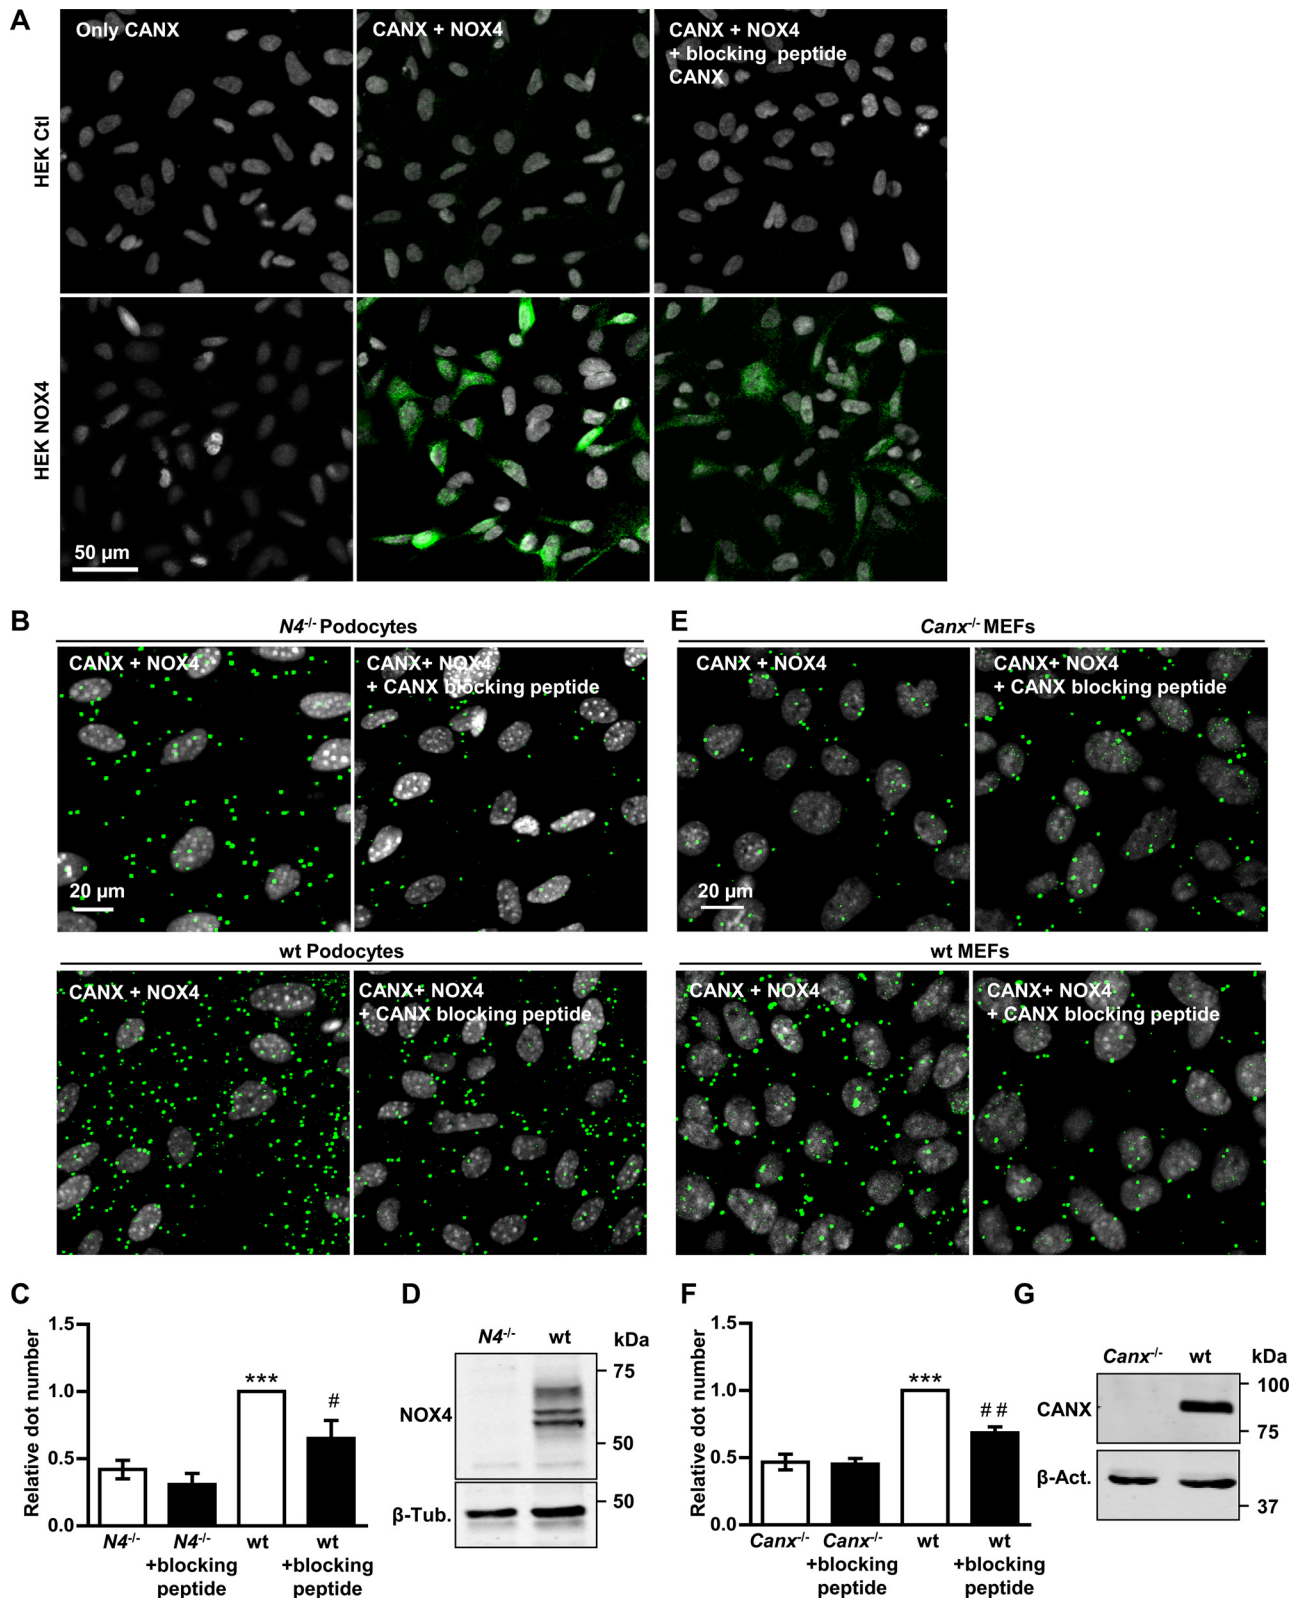 A
Only CANX
CANX + NOX4
CANX + NOX4
+ blocking peptide
CANX
HEK Ctl
HEK NOX4
50 µm
B
N4-/- Podocytes
CANX + NOX4
CANX+ NOX4
+ CANX blocking peptide
20 µm
wt Podocytes
CANX + NOX4
CANX+ NOX4
+ CANX blocking peptide
E
Canx-/- MEFs
CANX + NOX4
CANX+ NOX4
+ CANX blocking peptide
20 µm
wt MEFs
CANX + NOX4
CANX+ NOX4
+ CANX blocking peptide
C
Relative dot number
1.5
1.0
0.5
0.0
***
#
N4-/-
N4-/-
+blocking
peptide
wt
wt
+blocking
peptide
D
N4-/-
wt
kDa
NOX4
75
50
β-Tub.
50
F
Relative dot number
1.5
1.0
0.5
0.0
***
# #
Canx-/-
Canx-/-
+blocking
peptide
wt
wt
+blocking
peptide
G
Canx-/-
wt
kDa
CANX
100
75
β-Act.
37